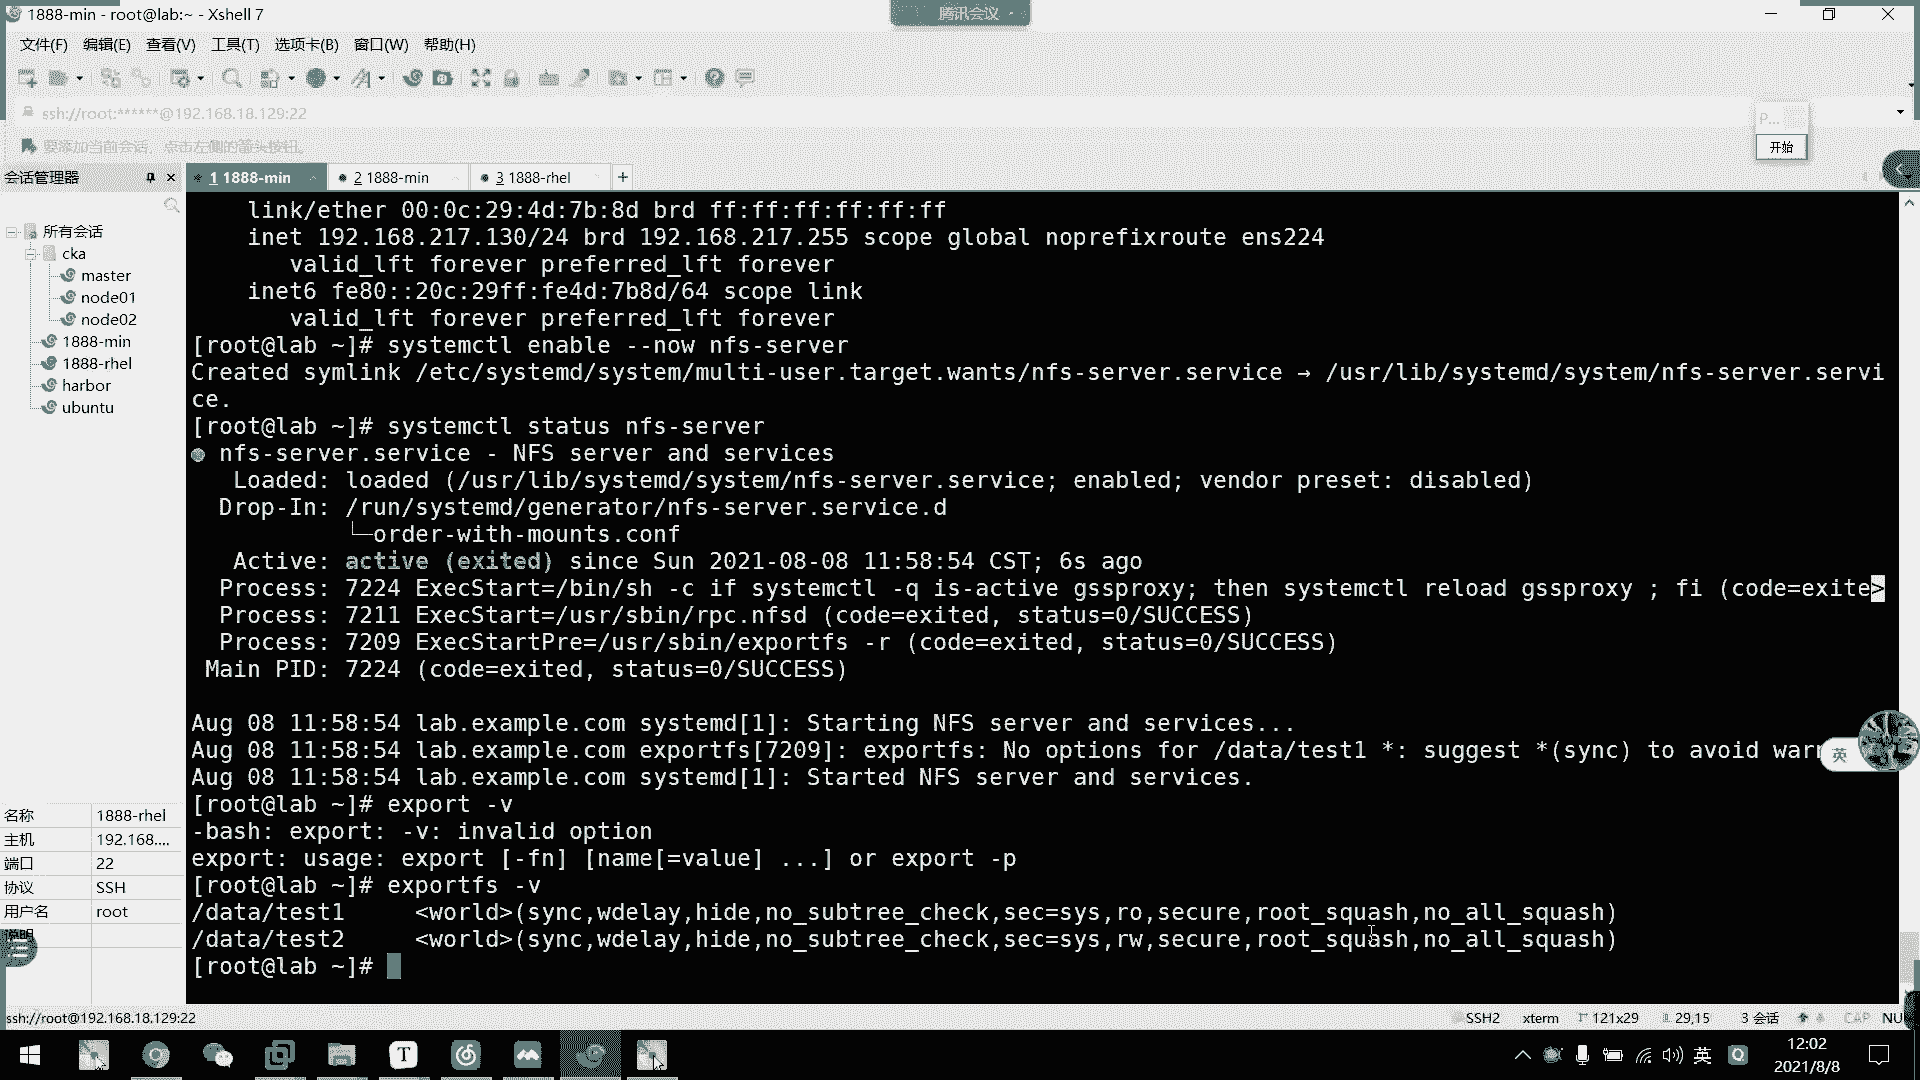 1888-min - root@lab:~ - Xshell 7
腾讯会议
文件(F) 编辑(E) 查看(V) 工具(T) 选项卡(B) 窗口(W) 帮助(H)
ssh://root:******@192.168.18.129:22
要添加当前会话，点击左侧的箭头按钮。
P...
开始
会话管理器
1 1888-min
2 1888-min
3 1888-rhel
+
所有会话
cka
master
node01
node02
1888-min
1888-rhel
harbor
ubuntu
link/ether 00:0c:29:4d:7b:8d brd ff:ff:ff:ff:ff:ff
inet 192.168.217.130/24 brd 192.168.217.255 scope global noprefixroute ens224
valid_lft forever preferred_lft forever
inet6 fe80::20c:29ff:fe4d:7b8d/64 scope link
valid_lft forever preferred_lft forever
[root@lab ~]# systemctl enable --now nfs-server
Created symlink /etc/systemd/system/multi-user.target.wants/nfs-server.service → /usr/lib/systemd/system/nfs-server.servi
ce.
[root@lab ~]# systemctl status nfs-server
● nfs-server.service - NFS server and services
Loaded: loaded (/usr/lib/systemd/system/nfs-server.service; enabled; vendor preset: disabled)
Drop-In: /run/systemd/generator/nfs-server.service.d
└─order-with-mounts.conf
Active: active (exited) since Sun 2021-08-08 11:58:54 CST; 6s ago
Process: 7224 ExecStart=/bin/sh -c if systemctl -q is-active gssproxy; then systemctl reload gssproxy ; fi (code=exite>
Process: 7211 ExecStart=/usr/sbin/rpc.nfsd (code=exited, status=0/SUCCESS)
Process: 7209 ExecStartPre=/usr/sbin/exportfs -r (code=exited, status=0/SUCCESS)
Main PID: 7224 (code=exited, status=0/SUCCESS)
Aug 08 11:58:54 lab.example.com systemd[1]: Starting NFS server and services...
Aug 08 11:58:54 lab.example.com exportfs[7209]: exportfs: No options for /data/test1 *: suggest *(sync) to avoid warn
Aug 08 11:58:54 lab.example.com systemd[1]: Started NFS server and services.
[root@lab ~]# export -v
-bash: export: -v: invalid option
export: usage: export [-fn] [name[=value] ...] or export -p
[root@lab ~]# exportfs -v
/data/test1 <world>(sync,wdelay,hide,no_subtree_check,sec=sys,ro,secure,root_squash,no_all_squash)
/data/test2 <world>(sync,wdelay,hide,no_subtree_check,sec=sys,rw,secure,root_squash,no_all_squash)
[root@lab ~]#
英
名称 1888-rhel
主机 192.168....
端口 22
协议 SSH
用户名 root
说明
ssh://root@192.168.18.129:22
SSH2 xterm 121x29 29,15 3 会话 CAP NU
英
12:02
2021/8/8